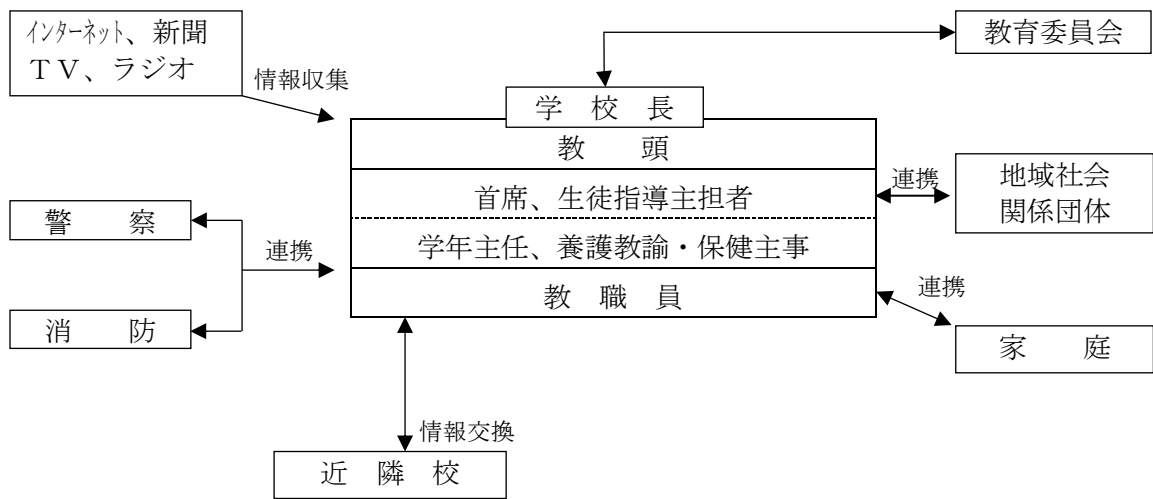 インターネット、新聞
ＴＶ、ラジオ
情報収集
教育委員会
学　校　長
教　　頭
首席、生徒指導主担者
学年主任、養護教諭・保健主事
教　職　員
連携
地域社会
関係団体
警　　察
連携
消　　防
連携
家　　庭
情報交換
近　隣　校